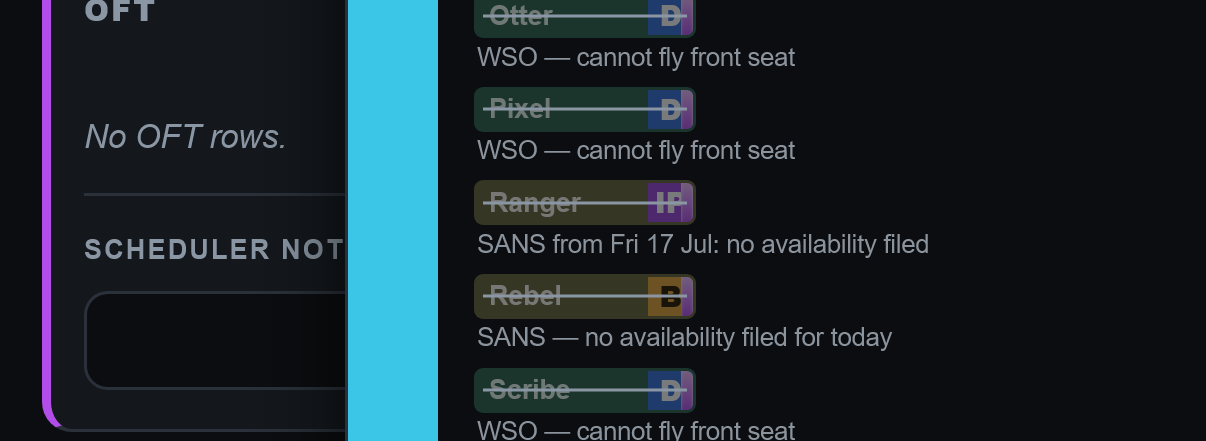 OFT
No OFT rows.
SCHEDULER NOT
Otter D
WSO — cannot fly front seat
Pixel D
WSO — cannot fly front seat
Ranger IP
SANS from Fri 17 Jul: no availability filed
Rebel B
SANS — no availability filed for today
Scribe D
WSO — cannot fly front seat